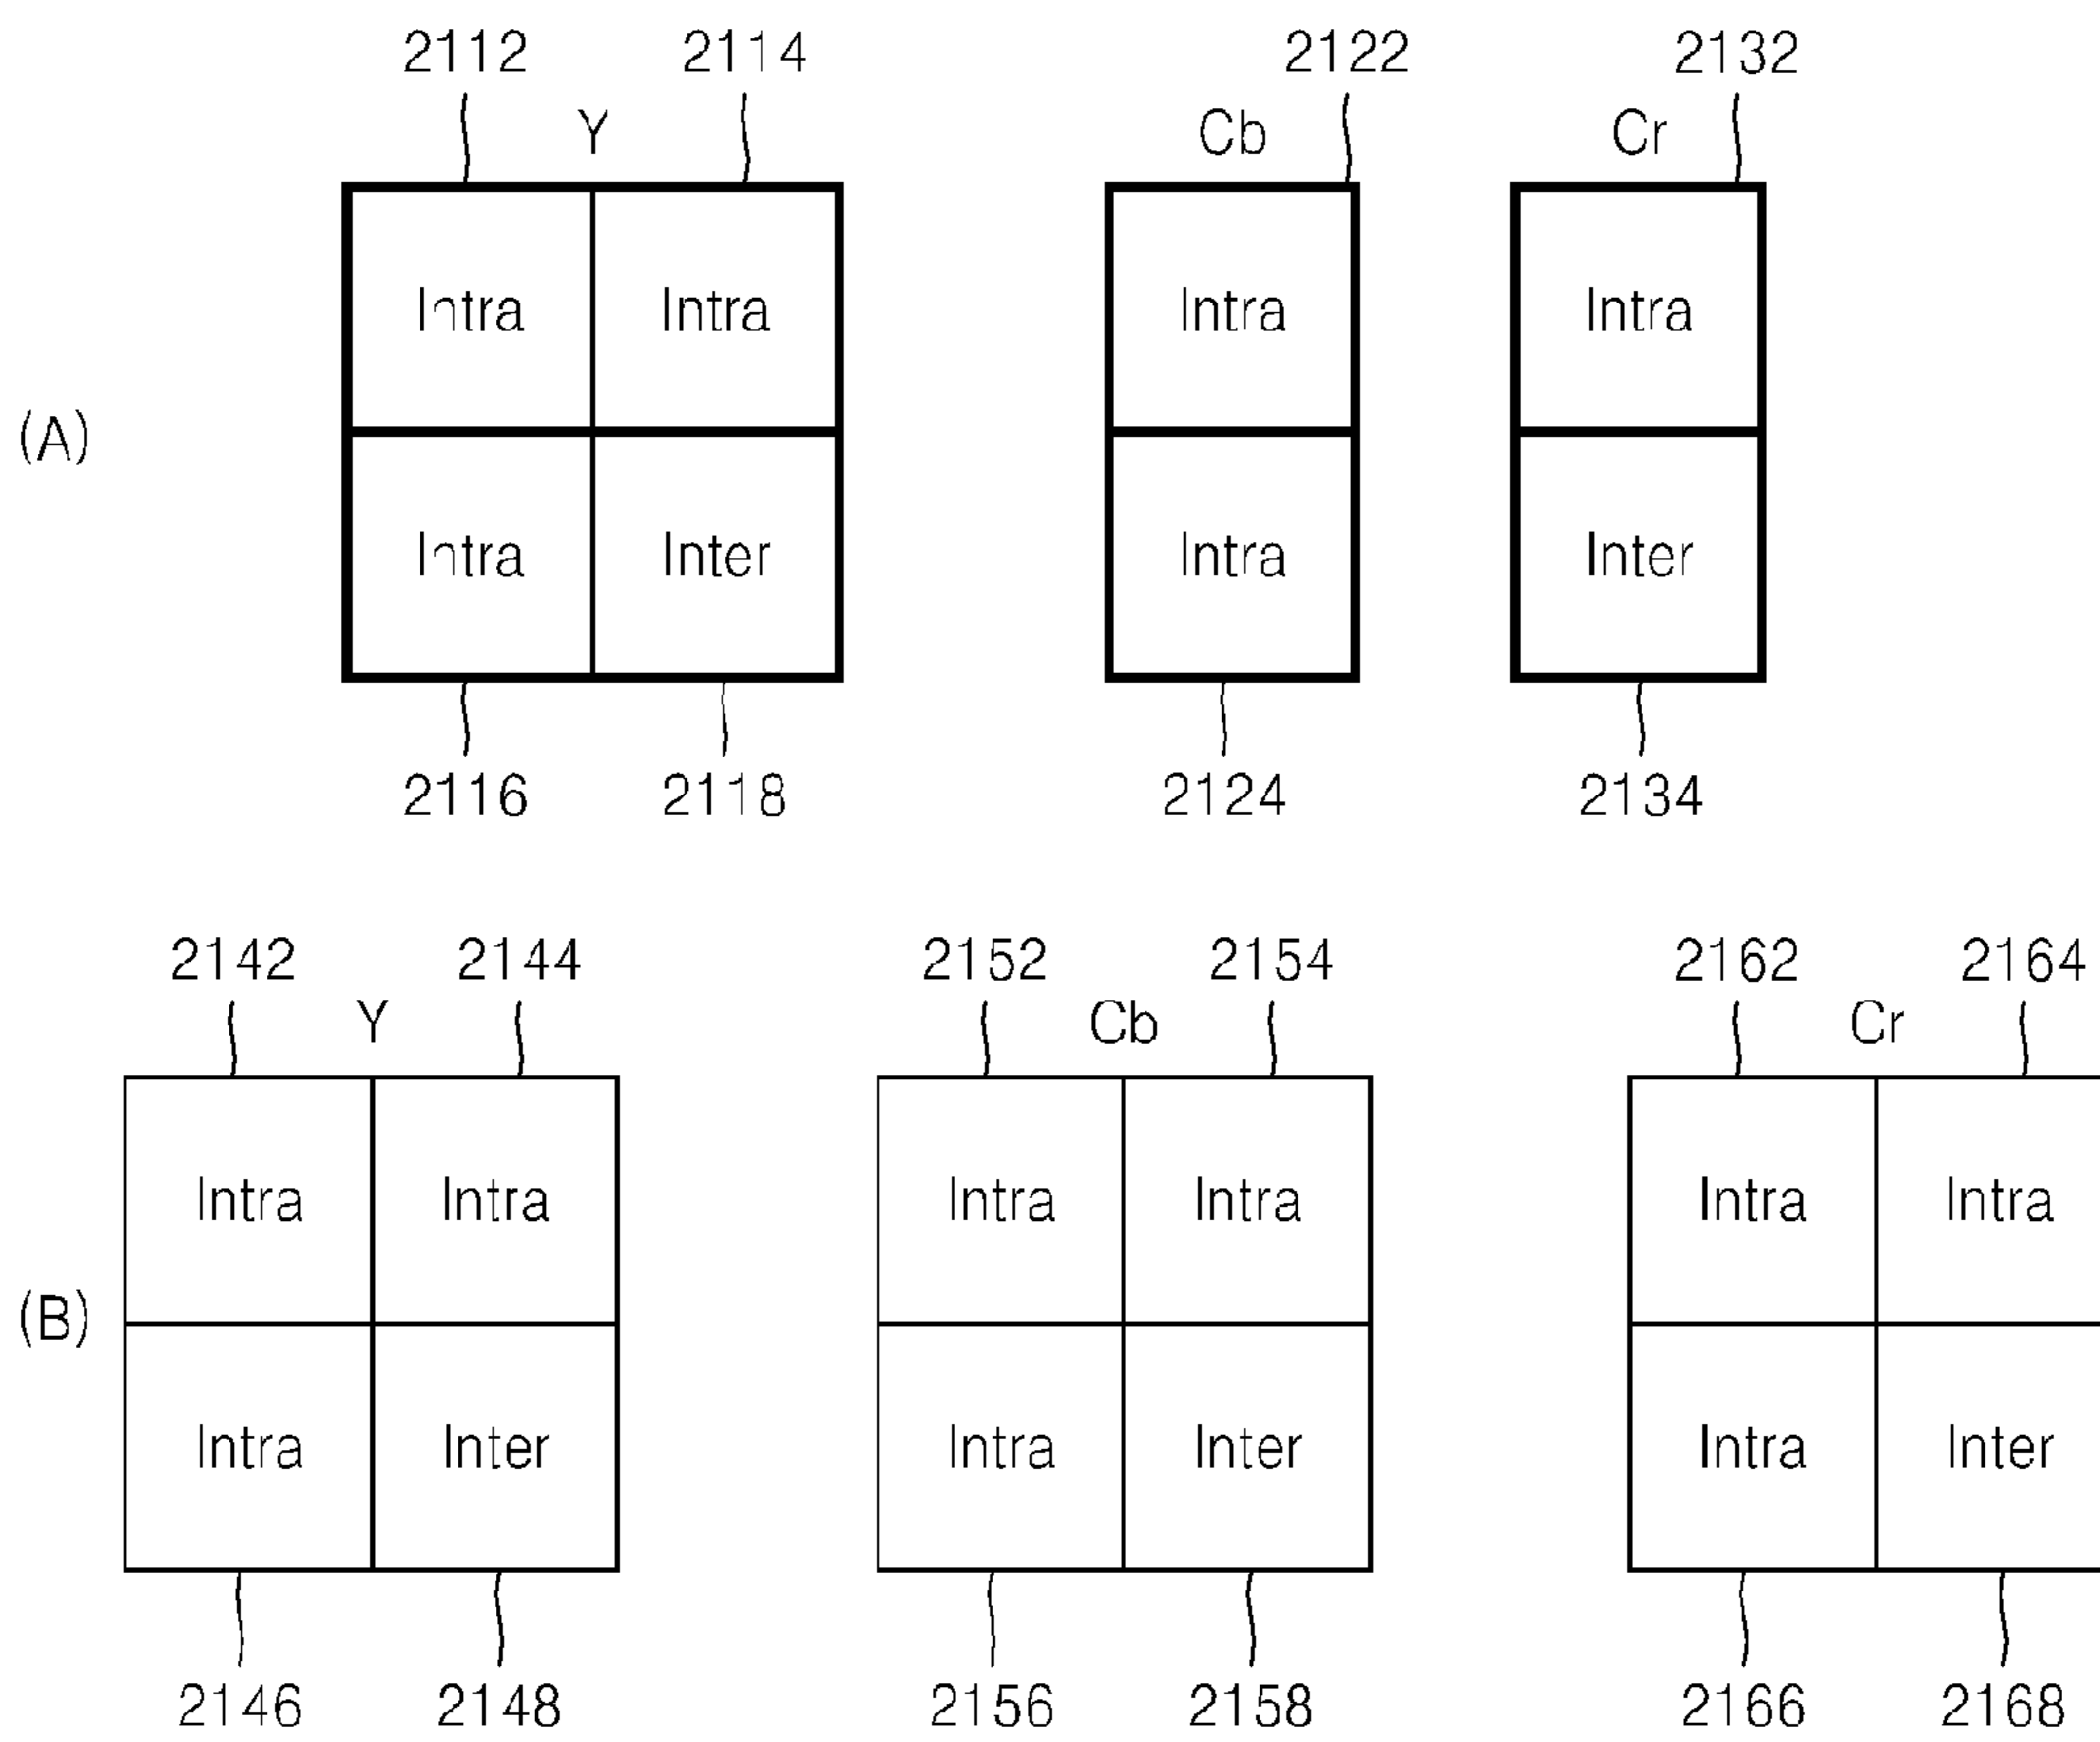 2112 2114 2122 2132
Y Cb Cr
Intra Intra Intra Intra
(A)
Intra Inter Intra Inter
2116 2118 2124 2134
2142 2144 2152 2154 2162 2164
Y Cb Cr
Intra Intra Intra Intra Intra Intra
(B)
Intra Inter Intra Inter Intra Inter
2146 2148 2156 2158 2166 2168